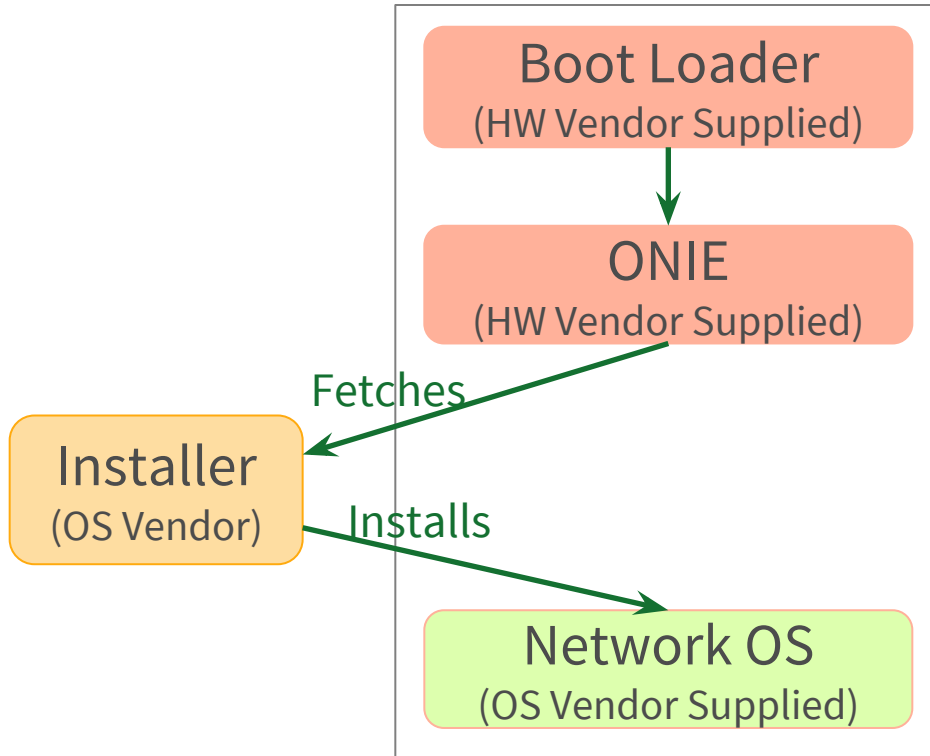 Boot Loader
(HW Vendor Supplied)
ONIE
(HW Vendor Supplied)
Fetches
Installer
(OS Vendor)
Installs
Network OS
(OS Vendor Supplied)